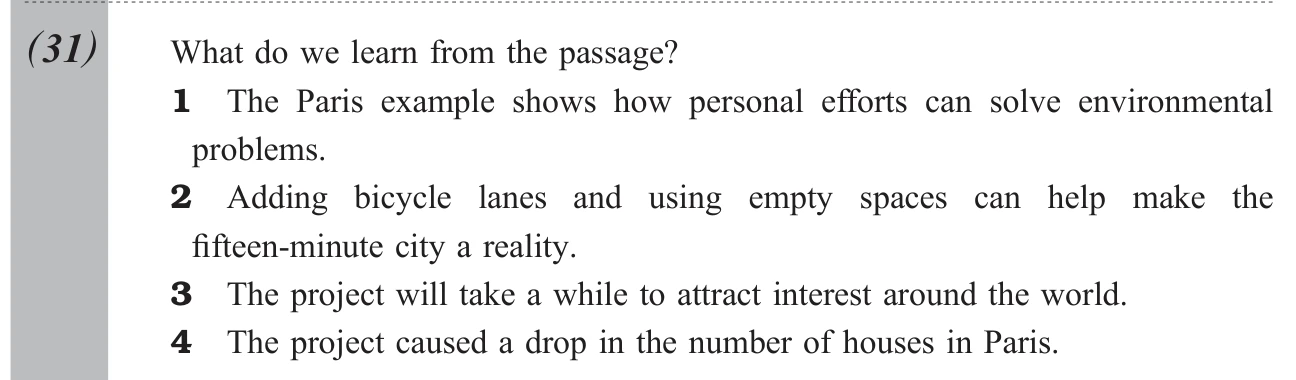 (31) What do we learn from the passage?
1 The Paris example shows how personal efforts can solve environmental
problems.
2 Adding bicycle lanes and using empty spaces can help make the
fifteen-minute city a reality.
3 The project will take a while to attract interest around the world.
4 The project caused a drop in the number of houses in Paris.